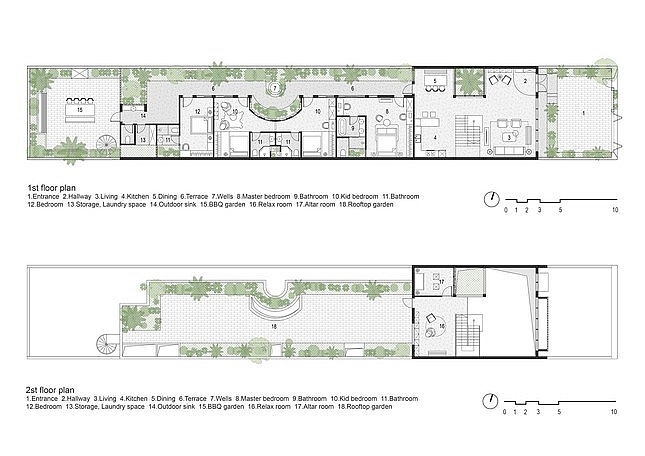 15
14
13
11
12
10
7
10
11
11
6
6
9
8
5
4
2
3
1
1st floor plan
1.Entrance 2.Hallway 3.Living 4.Kitchen 5.Dining 6.Terrace 7.Wells 8.Master bedroom 9.Bathroom 10.Kid bedroom 11.Bathroom
12.Bedroom 13.Storage, Laundry space 14.Outdoor sink 15.BBQ garden 16.Relax room 17.Altar room 18.Rooftop garden
0 1 2 3 5 10
18
17
16
2st floor plan
1.Entrance 2.Hallway 3.Living 4.Kitchen 5.Dining 6.Terrace 7.Wells 8.Master bedroom 9.Bathroom 10.Kid bedroom 11.Bathroom
12.Bedroom 13.Storage, Laundry space 14.Outdoor sink 15.BBQ garden 16.Relax room 17.Altar room 18.Rooftop garden
0 1 2 3 5 10